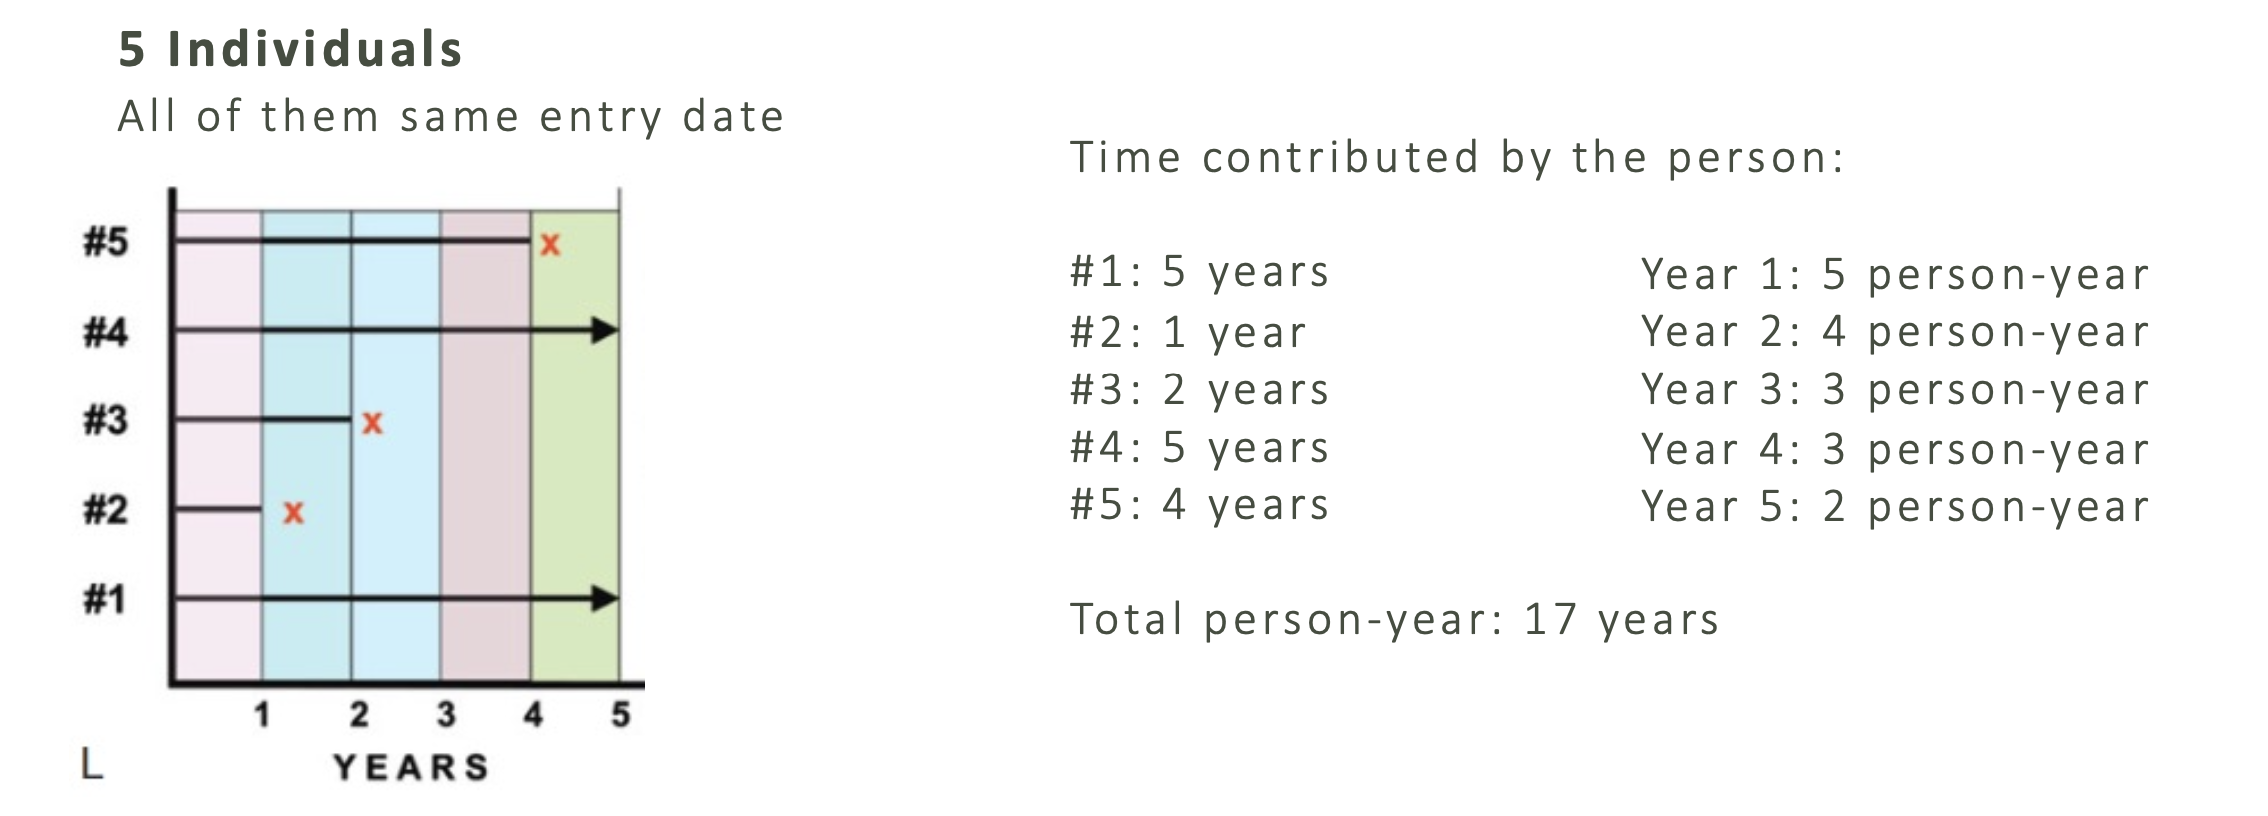 5 Individuals
All of them same entry date
#5
x
#4
#3
x
#2
x
#1
1 2 3 4 5
YEARS
L
Time contributed by the person:
#1: 5 years
#2: 1 year
#3: 2 years
#4: 5 years
#5: 4 years
Year 1: 5 person-year
Year 2: 4 person-year
Year 3: 3 person-year
Year 4: 3 person-year
Year 5: 2 person-year
Total person-year: 17 years